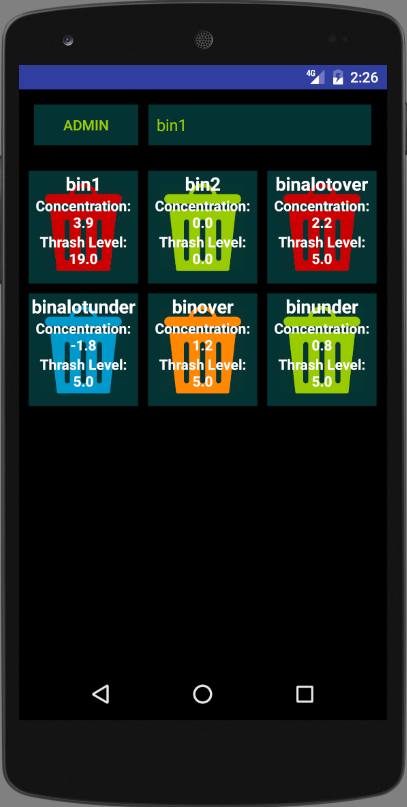 4G 2:26
ADMIN bin1
bin1 bin2 binalotover
Concentration: Concentration: Concentration:
3.9 0.0 2.2
Thrash Level: Thrash Level: Thrash Level:
19.0 0.0 5.0
binalotunder binover binunder
Concentration: Concentration: Concentration:
-1.8 1.2 0.8
Thrash Level: Thrash Level: Thrash Level:
5.0 5.0 5.0